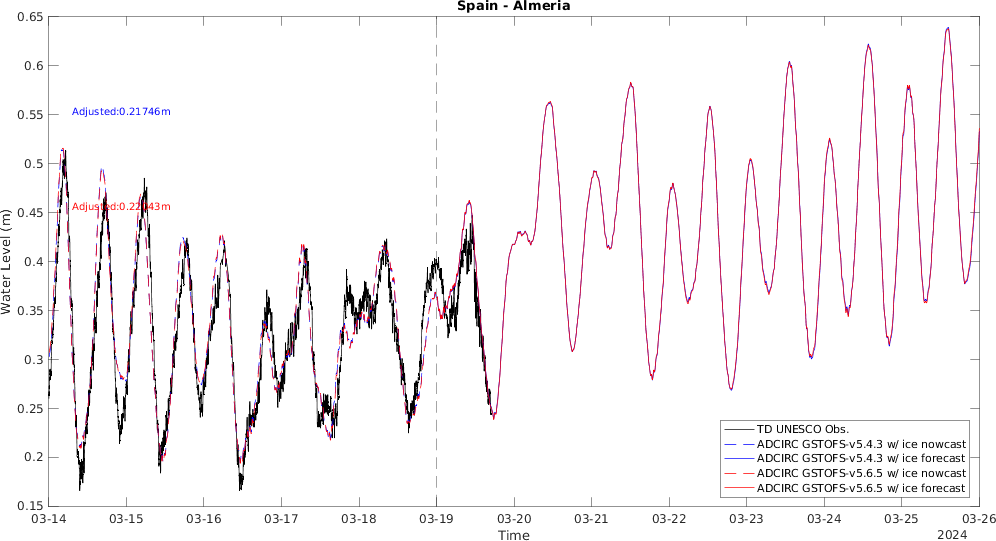 Spain - Almeria
0.65
0.6
0.55
0.5
0.45
0.4
0.35
0.3
0.25
0.2
0.15
Water Level (m)
Adjusted:0.21746m
03-14
03-15
03-16
03-17
03-18
03-19
03-20
03-21
03-22
03-23
03-24
03-25
03-26
Time
2024
TD UNESCO Obs.
ADCIRC GSTOFS-v5.4.3 w/ ice nowcast
ADCIRC GSTOFS-v5.4.3 w/ ice forecast
ADCIRC GSTOFS-v5.6.5 w/ ice nowcast
ADCIRC GSTOFS-v5.6.5 w/ ice forecast